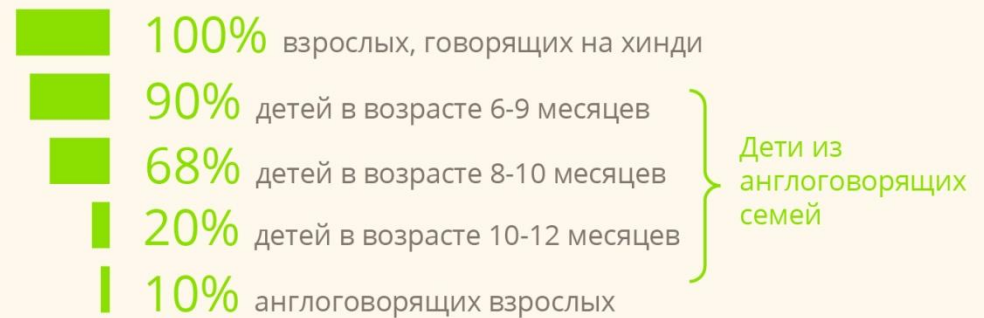 100% взрослых, говорящих на хинди
90% детей в возрасте 6-9 месяцев
68% детей в возрасте 8-10 месяцев
20% детей в возрасте 10-12 месяцев
10% англоговорящих взрослых
Дети из
англоговорящих
семей